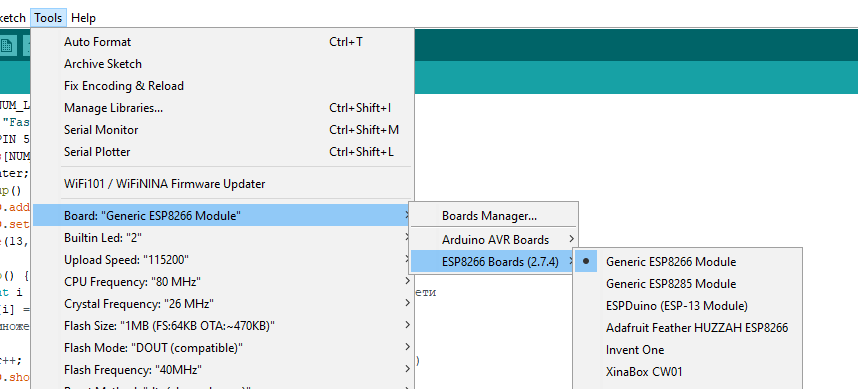 ketch Tools Help
Auto Format Ctrl+T
Archive Sketch
Fix Encoding & Reload
Manage Libraries... Ctrl+Shift+I
Serial Monitor Ctrl+Shift+M
Serial Plotter Ctrl+Shift+L
WiFi101 / WiFiNINA Firmware Updater
Board: "Generic ESP8266 Module"
Builtin Led: "2"
Upload Speed: "115200"
CPU Frequency: "80 MHz"
Crystal Frequency: "26 MHz"
Flash Size: "1MB (FS:64KB OTA:~470KB)"
Flash Mode: "DOUT (compatible)"
Flash Frequency: "40MHz"
Boards Manager...
Arduino AVR Boards
ESP8266 Boards (2.7.4)
Generic ESP8266 Module
Generic ESP8285 Module
ESPDuino (ESP-13 Module)
Adafruit Feather HUZZAH ESP8266
Invent One
XinaBox CW01
NUM_L
"Fas
PIN 5
s[NUM
nter;
up()
D.add
D.set
e(13,
p() {
nt i
[i] =
множе
r++;
D.sho
ети
)